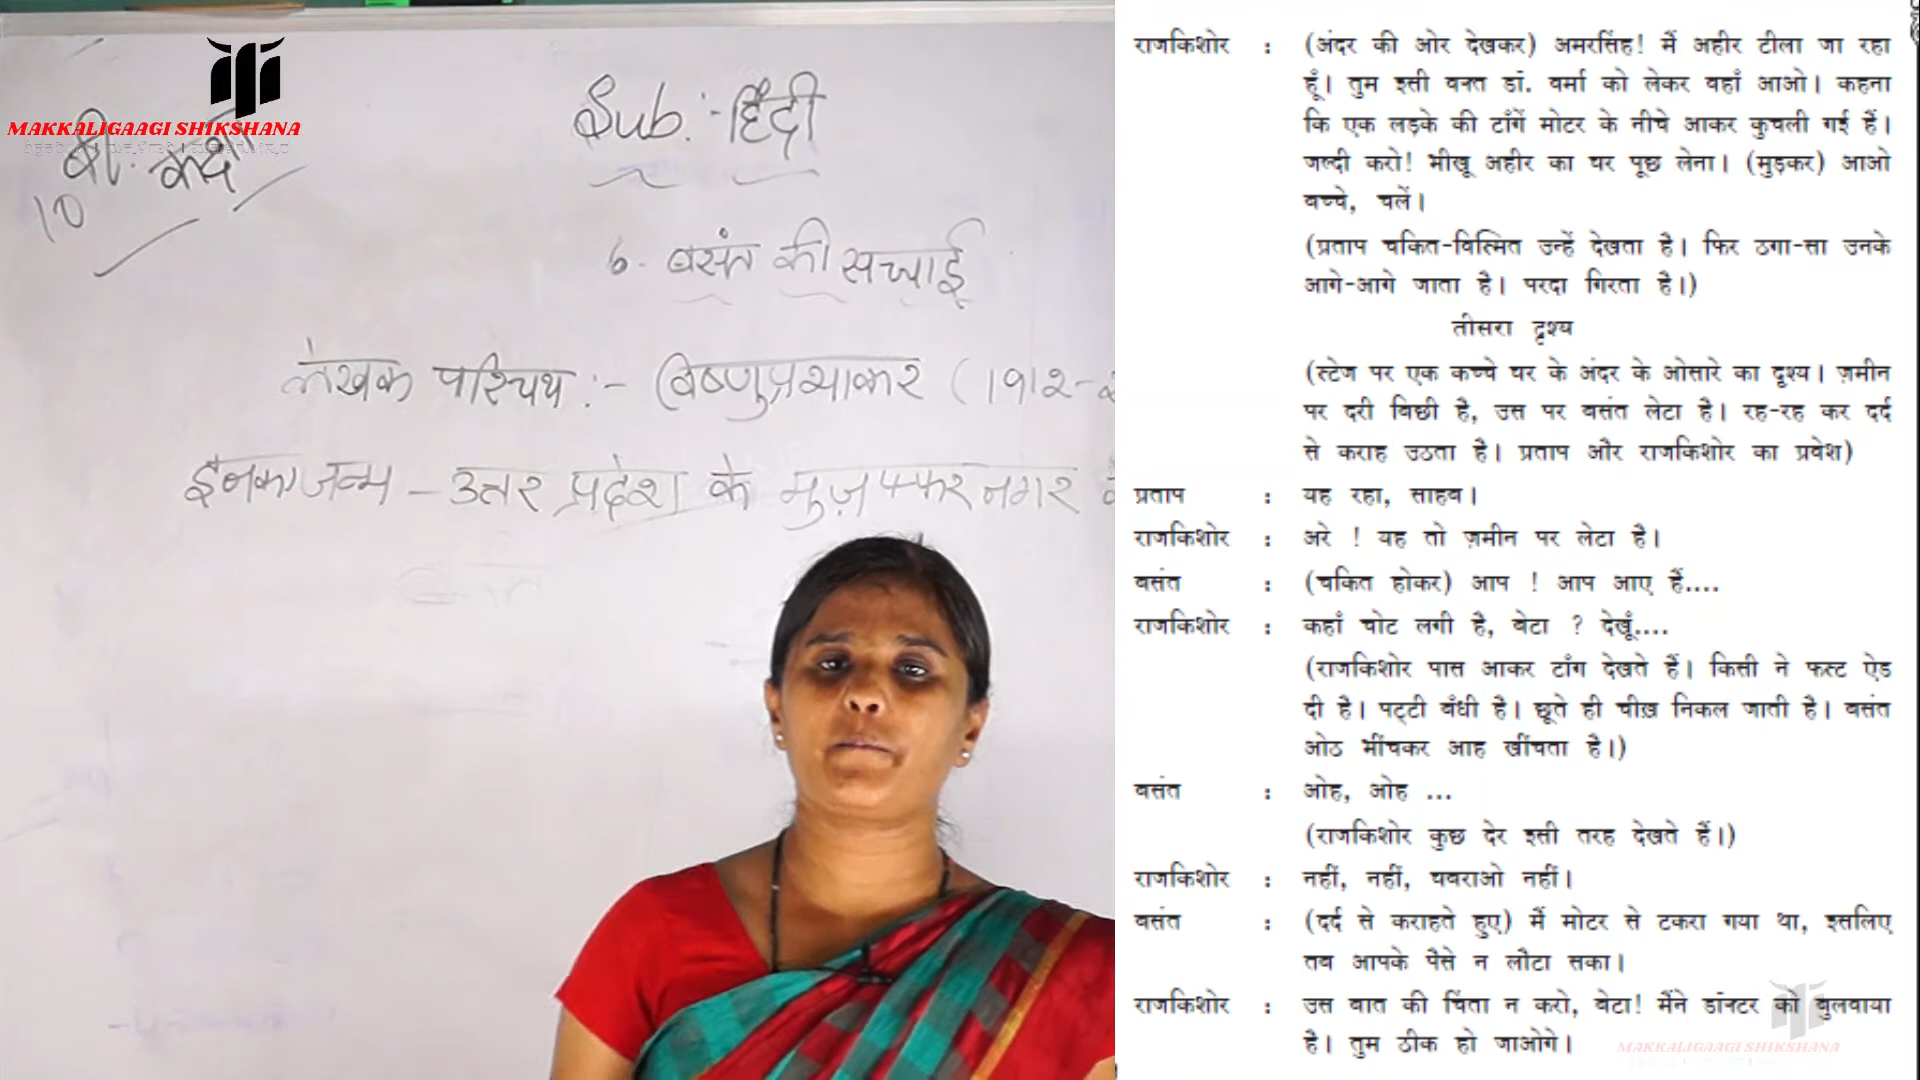 MAKKALIGAAGI SHIKSHANA
Sub:- हिंदी
10
6. बसंत की सच्चाई
लेखक परिचय :- विष्णुप्रभाकर (1912-
इनका जन्म - उत्तर प्रदेश के मुज़फ्फरनगर
राजकिशोर : (अंदर की ओर देखकर) अमरसिंह! मैं अहीर टीला जा रहा
हूँ। तुम इसी वक्त डॉ. वर्मा को लेकर वहाँ आओ। कहना
कि एक लड़के की टाँगें मोटर के नीचे आकर कुचली गई हैं।
जल्दी करो! भीखू अहीर का घर पूछ लेना। (मुड़कर) आओ
बच्चे, चलें।
(प्रताप चकित-विस्मित उन्हें देखता है। फिर ठगा-सा उनके
आगे-आगे जाता है। परदा गिरता है।)
तीसरा दृश्य
(स्टेज पर एक कच्चे घर के अंदर के ओसारे का दृश्य। ज़मीन
पर दरी बिछी है, उस पर बसंत लेटा है। रह-रह कर दर्द
से कराह उठता है। प्रताप और राजकिशोर का प्रवेश)
प्रताप : यह रहा, साहब।
राजकिशोर : अरे ! यह तो ज़मीन पर लेटा है।
बसंत : (चकित होकर) आप ! आप आए हैं....
राजकिशोर : कहाँ चोट लगी है, बेटा ? देखूँ....
(राजकिशोर पास आकर टाँग देखते हैं। किसी ने फस्ट ऐड
दी है। पट्टी बँधी है। छूते ही चीख़ निकल जाती है। बसंत
ओठ भींचकर आह खींचता है।)
बसंत : ओह, ओह ...
(राजकिशोर कुछ देर इसी तरह देखते हैं।)
राजकिशोर : नहीं, नहीं, घबराओ नहीं।
बसंत : (दर्द से कराहते हुए) मैं मोटर से टकरा गया था, इसलिए
तब आपके पैसे न लौटा सका।
राजकिशोर : उस बात की चिंता न करो, बेटा! मैंने डॉक्टर को बुलवाया
है। तुम ठीक हो जाओगे।
MAKKALIGAAGI SHIKSHANA